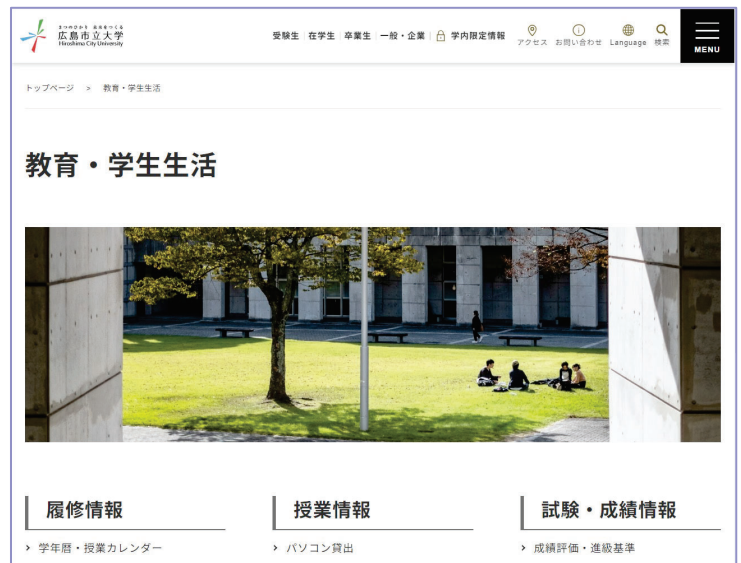 まつのひかり 未来をつくる
広島市立大学
Hiroshima City University
受験生 在学生 卒業生 一般・企業 学内限定情報
アクセス お問い合わせ Language 検索
MENU
トップページ > 教育・学生生活
教育・学生生活
履修情報 授業情報 試験・成績情報
> 学年暦・授業カレンダー > パソコン貸出 > 成績評価・進級基準